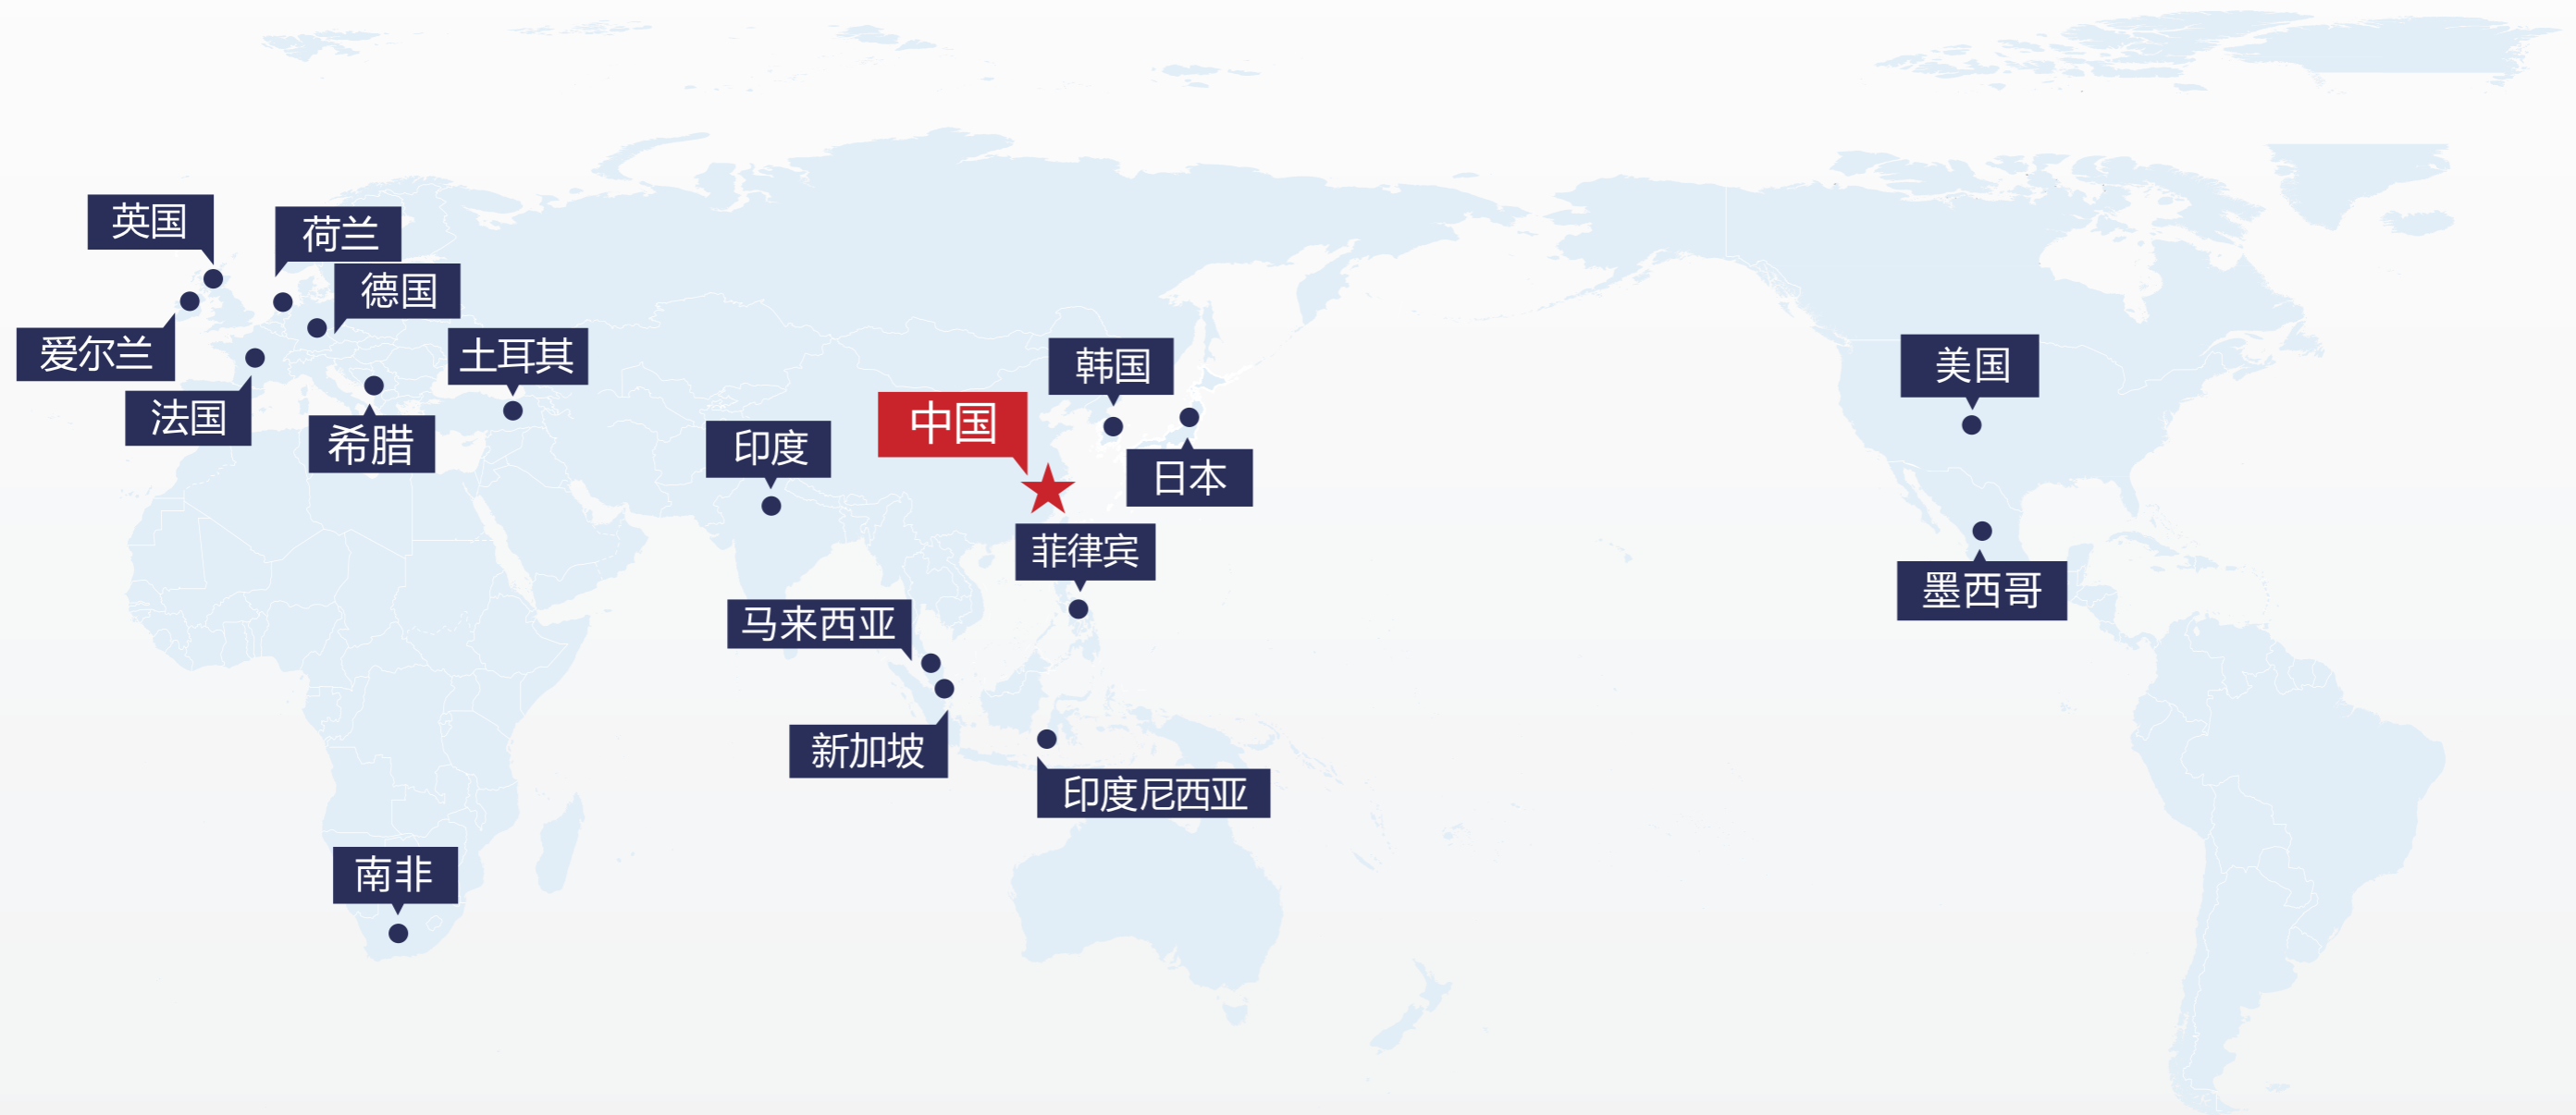 英国
荷兰
德国
爱尔兰
土耳其
韩国
美国
法国
希腊
中国
印度
日本
菲律宾
墨西哥
马来西亚
新加坡
印度尼西亚
南非